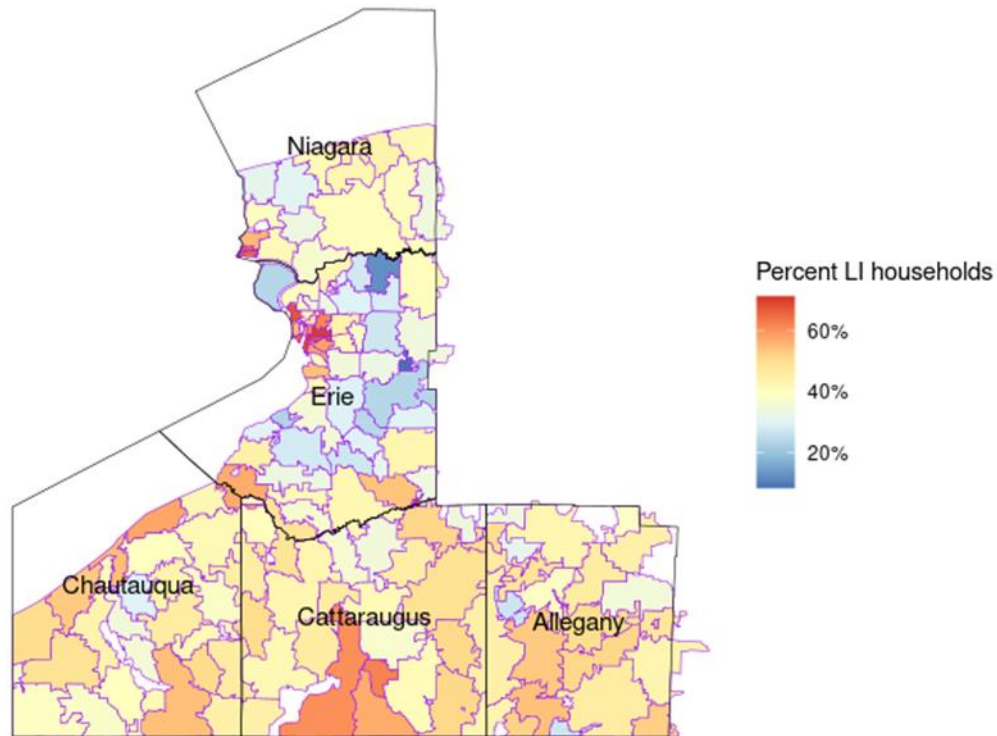 Niagara
Percent LI households
60%
40%
20%
Erie
Chautauqua
Cattaraugus
Allegany